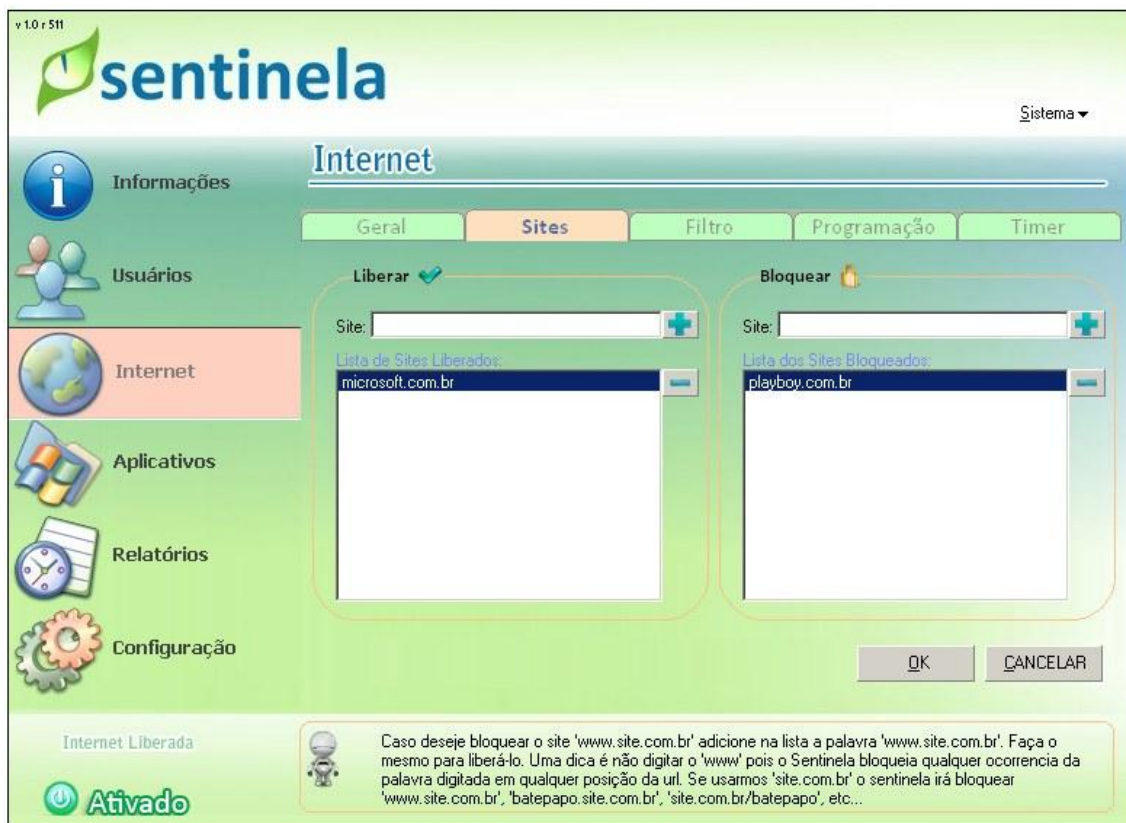 v 1.0 r 511
sentinela
Sistema
Internet
Informações
Usuários
Internet
Aplicativos
Relatórios
Configuração
Geral
Sites
Filtro
Programação
Timer
Liberar
Site:
Lista de Sites Liberados:
microsoft.com.br
Bloquear
Site:
Lista dos Sites Bloqueados:
playboy.com.br
OK
CANCELAR
Internet Liberada
Ativado
Caso deseje bloquear o site 'www.site.com.br' adicione na lista a palavra 'www.site.com.br'. Faça o
mesmo para liberá-lo. Uma dica é não digitar o 'www' pois o Sentinela bloqueia qualquer ocorrencia da
palavra digitada em qualquer posição da url. Se usarmos 'site.com.br' o sentinela irá bloquear
'www.site.com.br', 'batepapo.site.com.br', 'site.com.br/batepapo', etc...